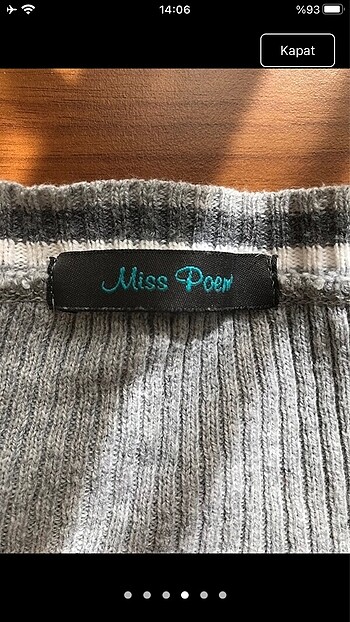 14:06
%93
Kapat
Miss Poem